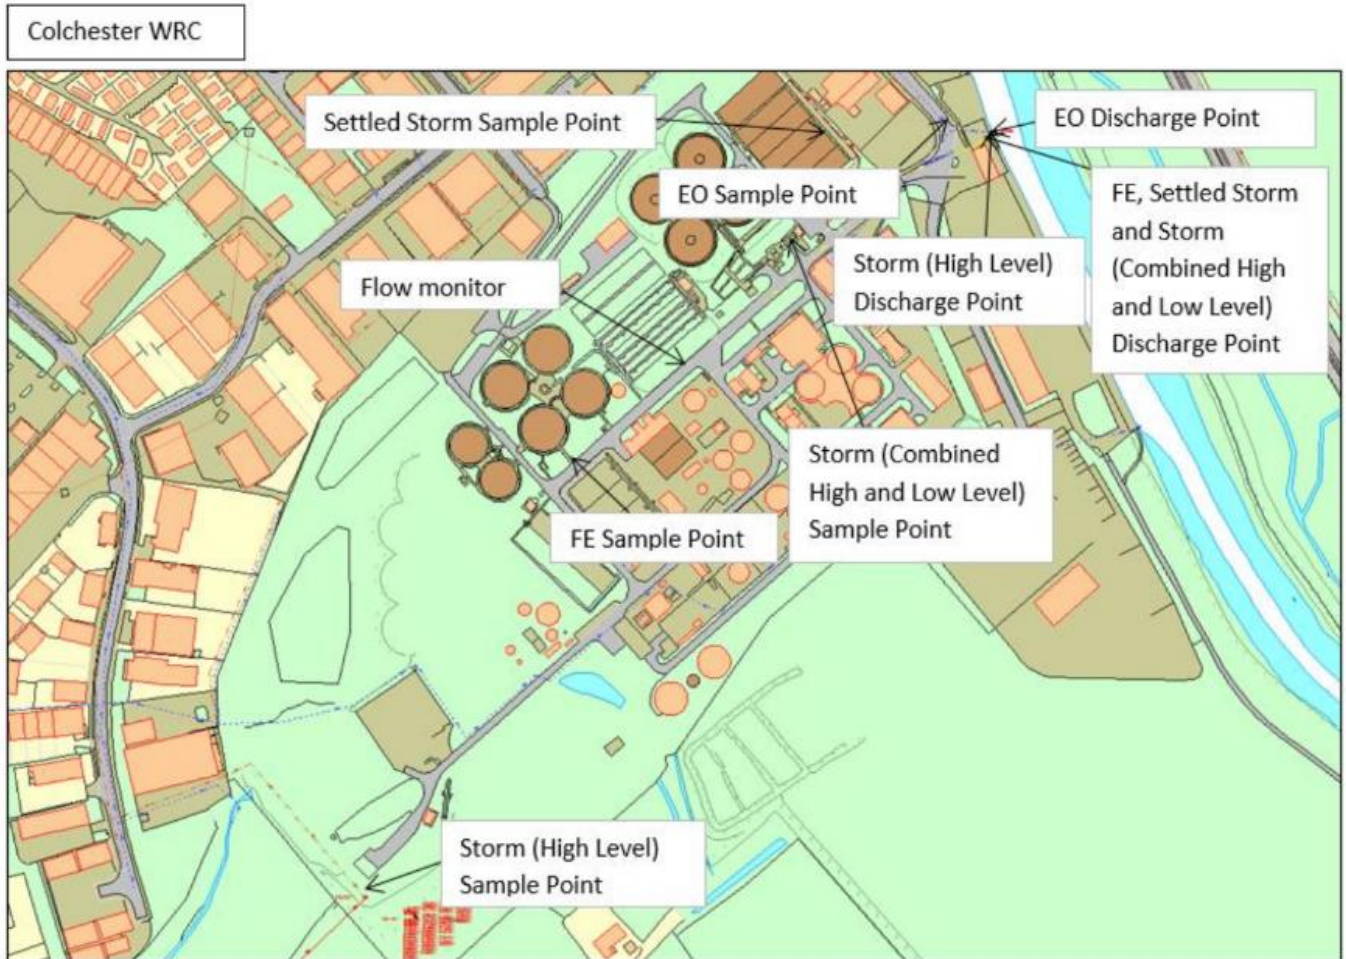 Colchester WRC
Settled Storm Sample Point
EO Discharge Point
EO Sample Point
FE, Settled Storm
and Storm
(Combined High
and Low Level)
Discharge Point
Storm (High Level)
Discharge Point
Flow monitor
Storm (Combined
High and Low Level)
Sample Point
FE Sample Point
Storm (High Level)
Sample Point